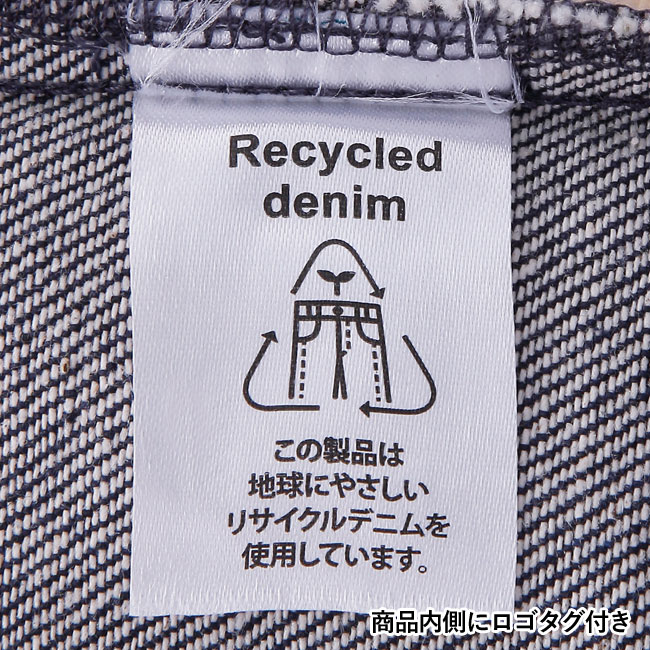 Recycled
denim
この製品は
地球にやさしい
リサイクルデニムを
使用しています。
商品内側にロゴタグ付き